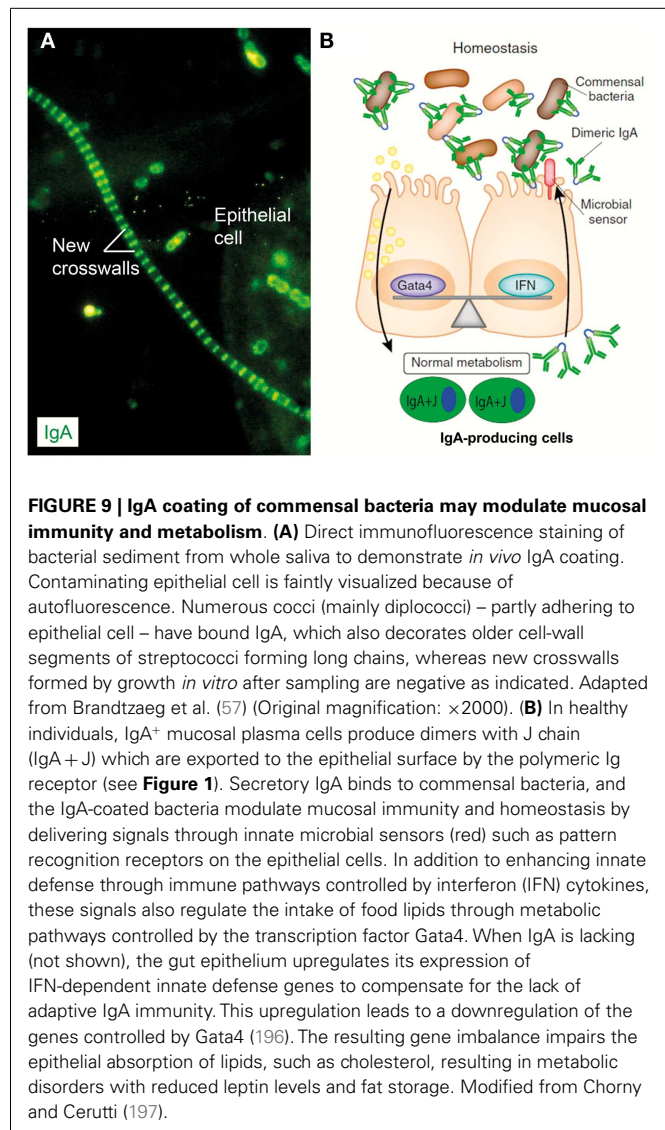 A
B
Homeostasis
Commensal
bacteria
Dimeric IgA
Microbial
sensor
Epithelial
cell
New
crosswalls
Gata4
IFN
Normal metabolism
IgA+J
IgA+J
IgA-producing cells
IgA
FIGURE 9 | IgA coating of commensal bacteria may modulate mucosal
immunity and metabolism. (A) Direct immunofluorescence staining of
bacterial sediment from whole saliva to demonstrate in vivo IgA coating.
Contaminating epithelial cell is faintly visualized because of
autofluorescence. Numerous cocci (mainly diplococci) – partly adhering to
epithelial cell – have bound IgA, which also decorates older cell-wall
segments of streptococci forming long chains, whereas new crosswalls
formed by growth in vitro after sampling are negative as indicated. Adapted
from Brandtzaeg et al. (57) (Original magnification: ×2000). (B) In healthy
individuals, IgA⁺ mucosal plasma cells produce dimers with J chain
(IgA + J) which are exported to the epithelial surface by the polymeric Ig
receptor (see Figure 1). Secretory IgA binds to commensal bacteria, and
the IgA-coated bacteria modulate mucosal immunity and homeostasis by
delivering signals through innate microbial sensors (red) such as pattern
recognition receptors on the epithelial cells. In addition to enhancing innate
defense through immune pathways controlled by interferon (IFN) cytokines,
these signals also regulate the intake of food lipids through metabolic
pathways controlled by the transcription factor Gata4. When IgA is lacking
(not shown), the gut epithelium upregulates its expression of
IFN-dependent innate defense genes to compensate for the lack of
adaptive IgA immunity. This upregulation leads to a downregulation of the
genes controlled by Gata4 (196). The resulting gene imbalance impairs the
epithelial absorption of lipids, such as cholesterol, resulting in metabolic
disorders with reduced leptin levels and fat storage. Modified from Chorny
and Cerutti (197).